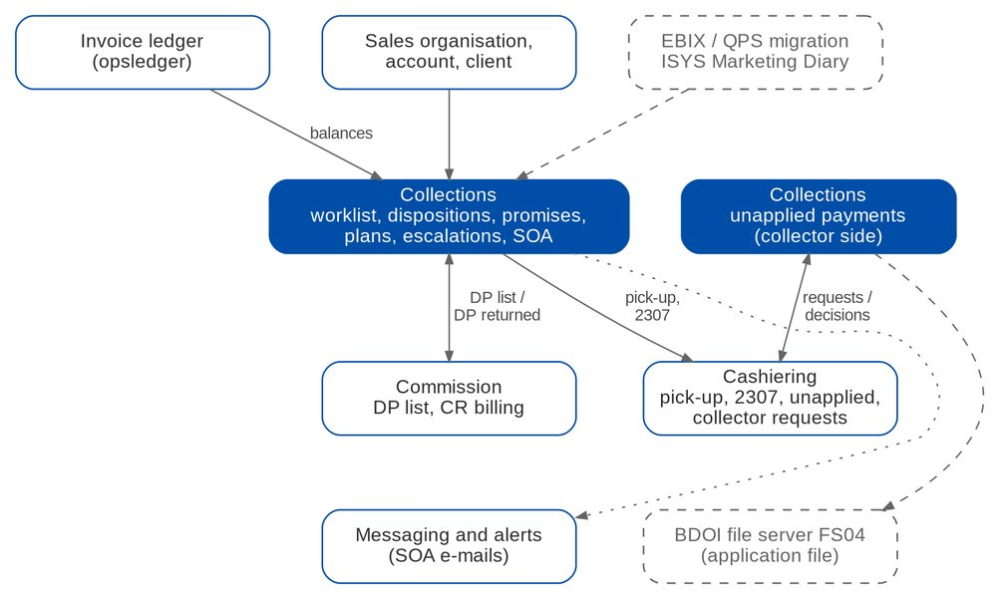 Invoice ledger
(opsledger)
Sales organisation,
account, client
EBIX / QPS migration
ISYS Marketing Diary
balances
Collections
worklist, dispositions, promises,
plans, escalations, SOA
Collections
unapplied payments
(collector side)
DP list /
DP returned
pick-up,
2307
requests /
decisions
Commission
DP list, CR billing
Cashiering
pick-up, 2307, unapplied,
collector requests
Messaging and alerts
(SOA e-mails)
BDOI file server FS04
(application file)